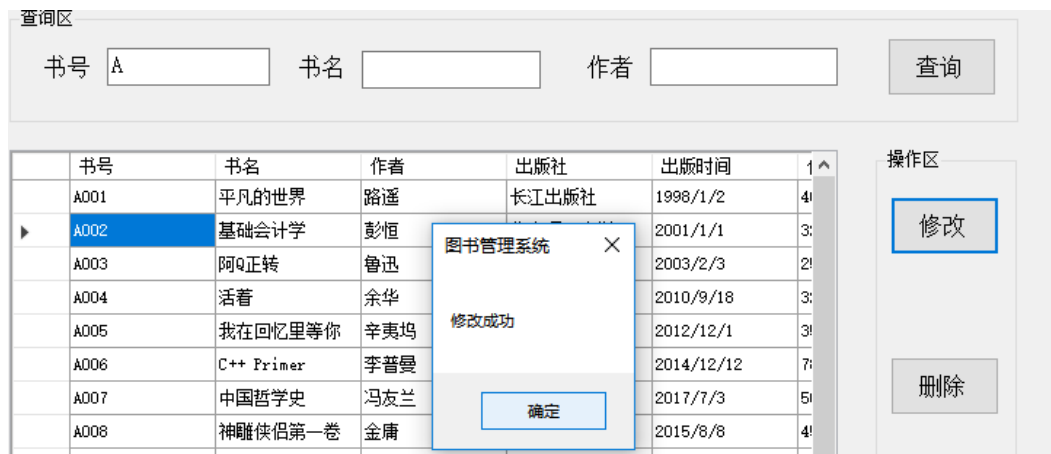 查询区
书号 A 书名 作者 查询
书号 书名 作者 出版社 出版时间
操作区
A001 平凡的世界 路遥 长江出版社 1998/1/2
修改
A002 基础会计学 彭恒 2001/1/1
图书管理系统
A003 阿Q正转 鲁迅 2003/2/3
A004 活着 余华 2010/9/18
修改成功
A005 我在回忆里等你 辛夷坞 2012/12/1
A006 C++ Primer 李普曼 2014/12/12
删除
A007 中国哲学史 冯友兰 2017/7/3
确定
A008 神雕侠侣第一卷 金庸 2015/8/8